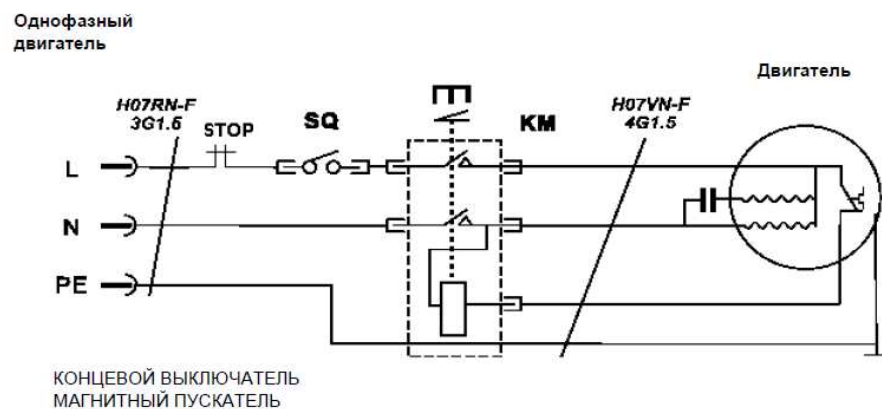 Однофазный
двигатель
Двигатель
H07RN-F
3G1.5
STOP
SQ
KM
H07VN-F
4G1.5
L
N
PE
КОНЦЕВОЙ ВЫКЛЮЧАТЕЛЬ
МАГНИТНЫЙ ПУСКАТЕЛЬ